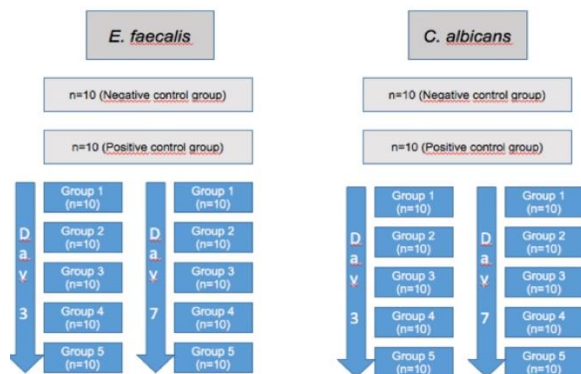 E. faecalis
n=10 (Negative control group)
n=10 (Positive control group)
Day 3
Group 1
(n=10)
Group 2
(n=10)
Group 3
(n=10)
Group 4
(n=10)
Group 5
(n=10)
Day 7
Group 1
(n=10)
Group 2
(n=10)
Group 3
(n=10)
Group 4
(n=10)
Group 5
(n=10)
C. albicans
n=10 (Negative control group)
n=10 (Positive control group)
Day 3
Group 1
(n=10)
Group 2
(n=10)
Group 3
(n=10)
Group 4
(n=10)
Group 5
(n=10)
Day 7
Group 1
(n=10)
Group 2
(n=10)
Group 3
(n=10)
Group 4
(n=10)
Group 5
(n=10)